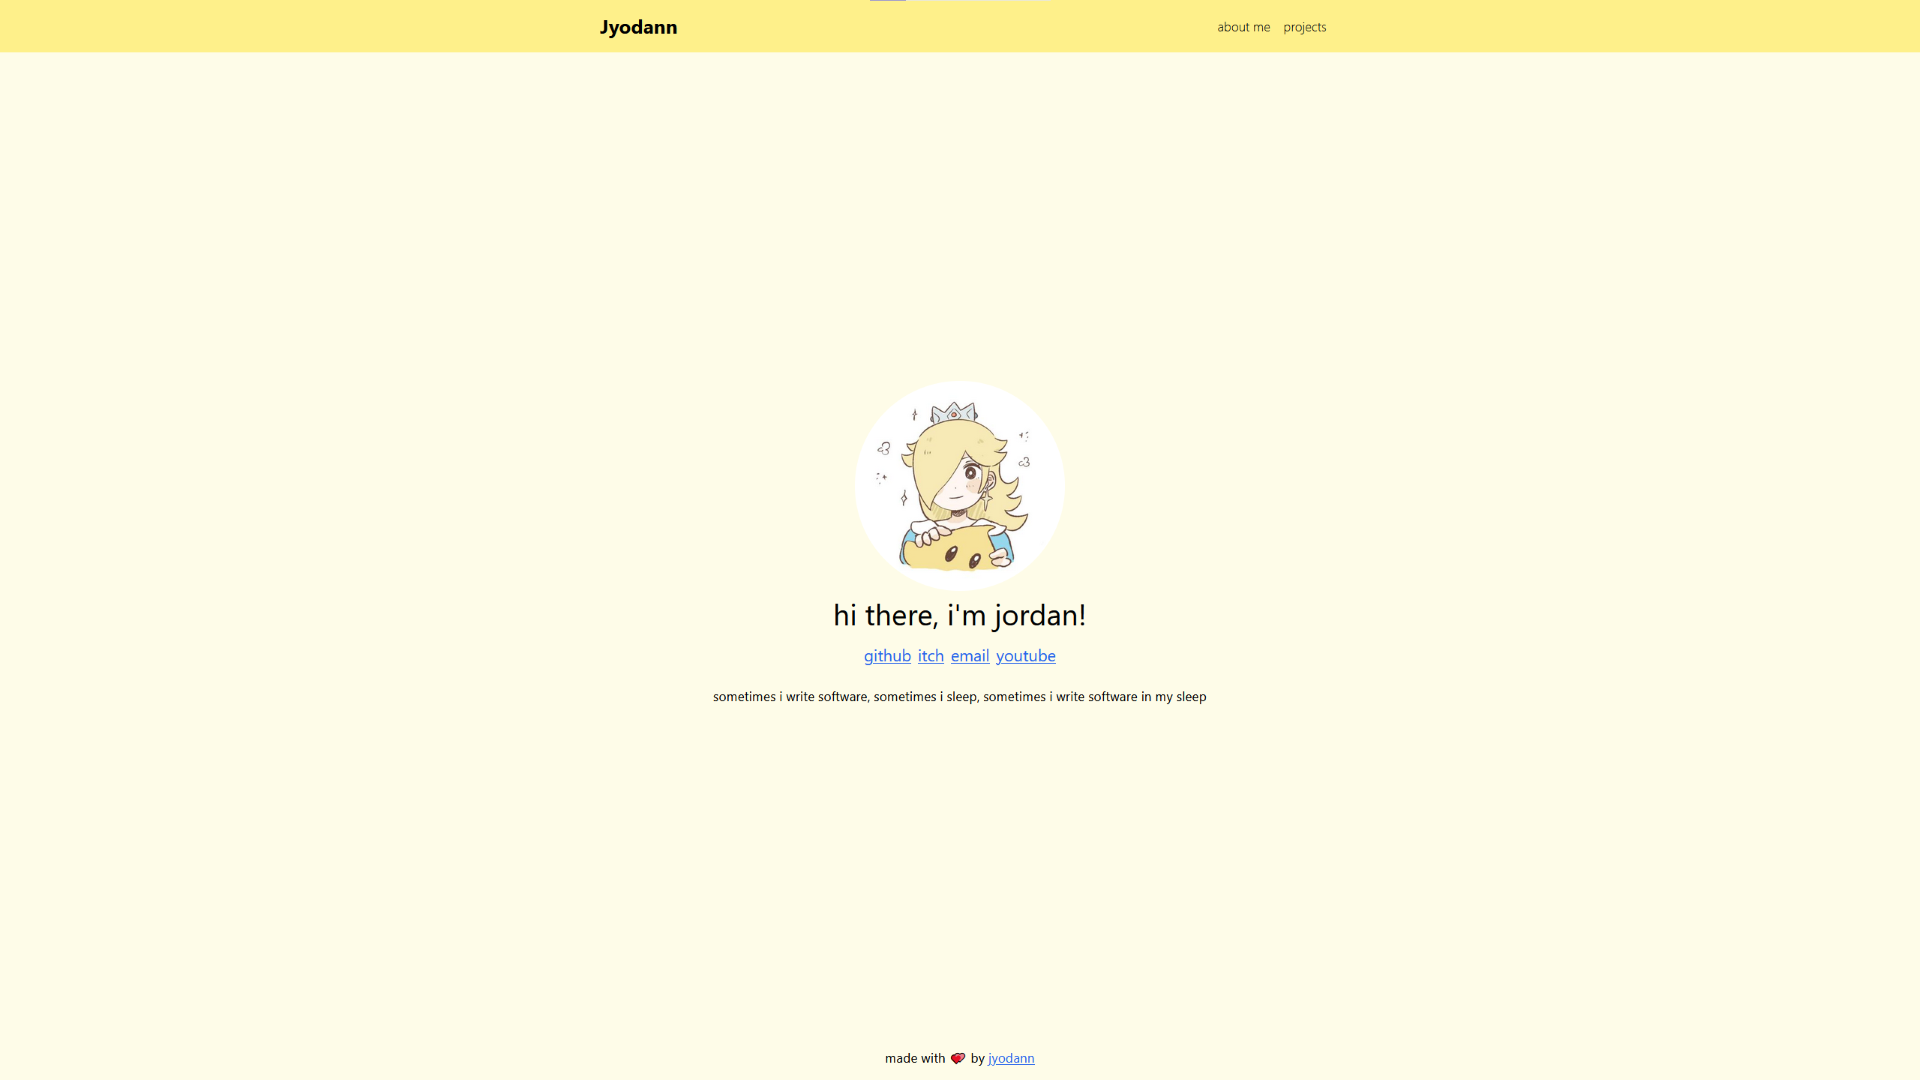 Jyodann
about me projects
hi there, i'm jordan!
github itch email youtube
sometimes i write software, sometimes i sleep, sometimes i write software in my sleep
made with ❤️ by jyodann